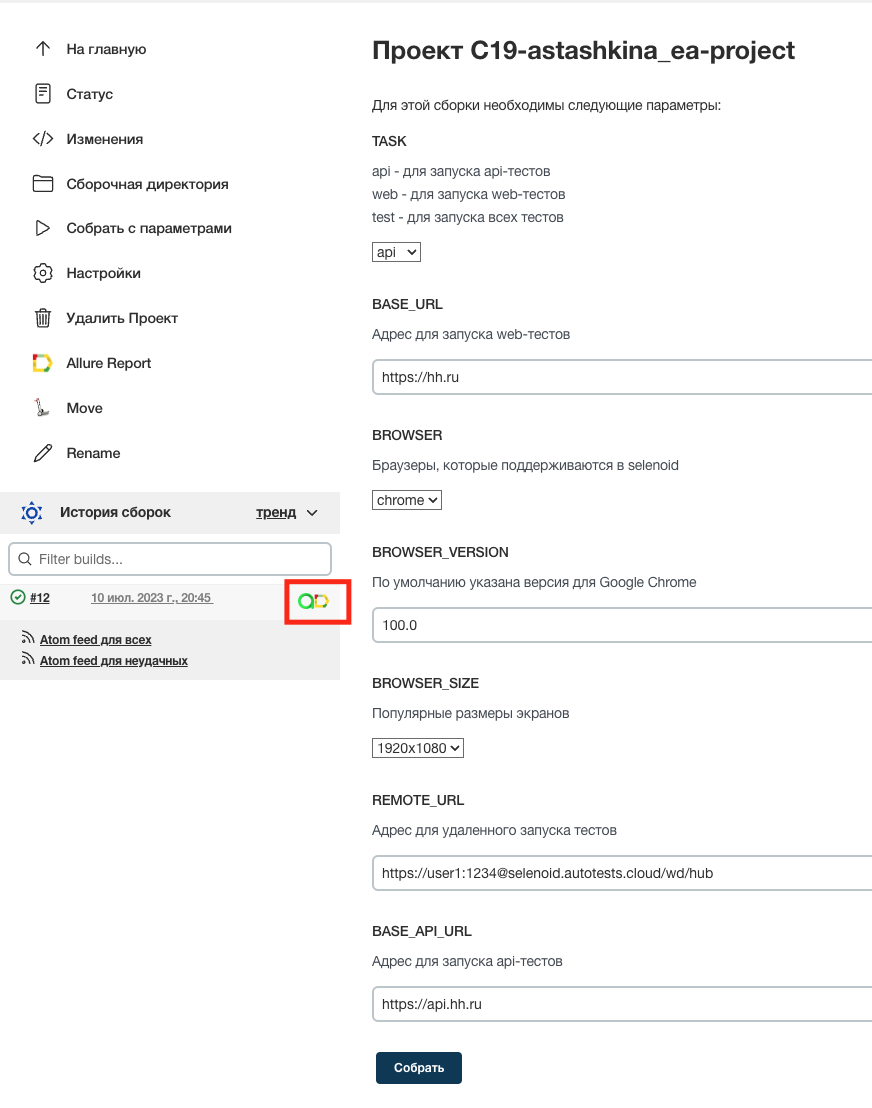 На главную
Статус
Изменения
Сборочная директория
Собрать с параметрами
Настройки
Удалить Проект
Allure Report
Move
Rename
История сборок тренд
Filter builds...
#12 10 июл. 2023 г., 20:45
Atom feed для всех
Atom feed для неудачных
Проект C19-astashkina_ea-project
Для этой сборки необходимы следующие параметры:
TASK
api - для запуска api-тестов
web - для запуска web-тестов
test - для запуска всех тестов
api
BASE_URL
Адрес для запуска web-тестов
https://hh.ru
BROWSER
Браузеры, которые поддерживаются в selenoid
chrome
BROWSER_VERSION
По умолчанию указана версия для Google Chrome
100.0
BROWSER_SIZE
Популярные размеры экранов
1920x1080
REMOTE_URL
Адрес для удаленного запуска тестов
https://user1:1234@selenoid.autotests.cloud/wd/hub
BASE_API_URL
Адрес для запуска api-тестов
https://api.hh.ru
Собрать